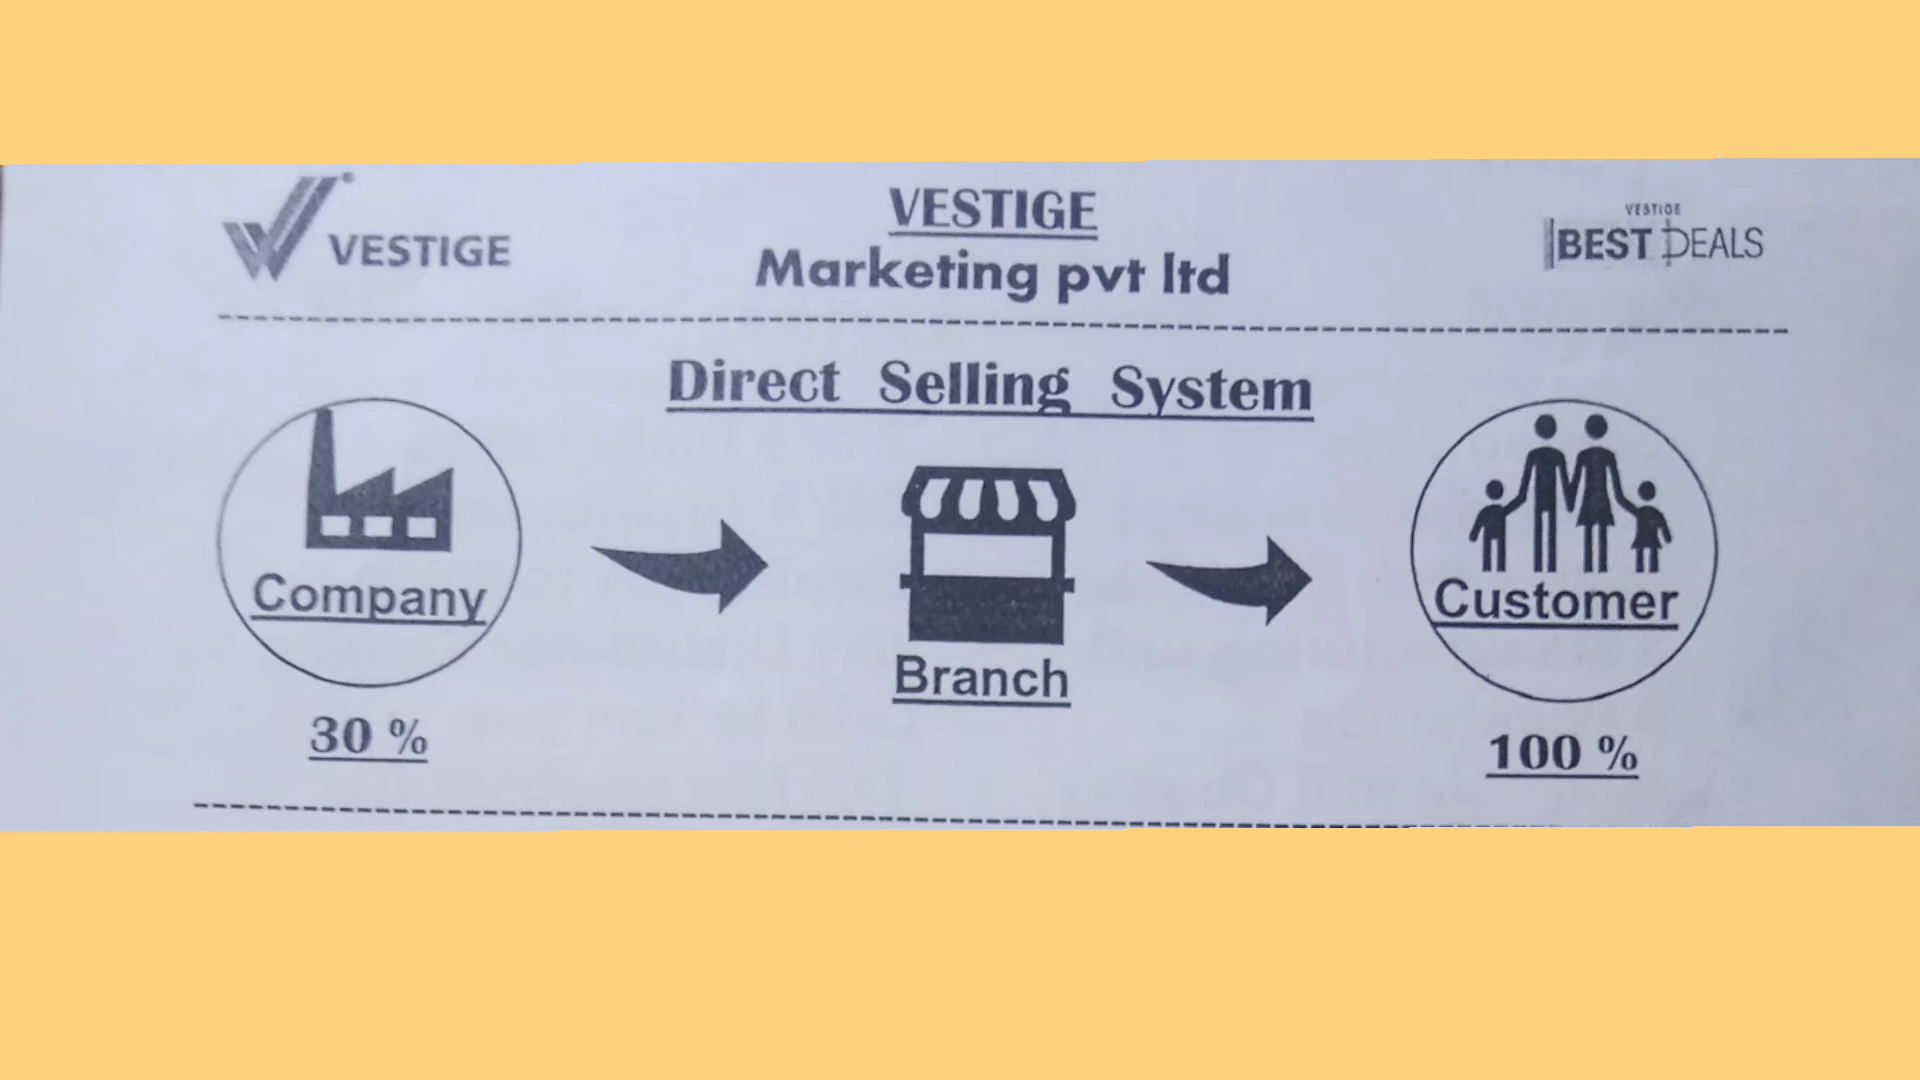 VESTIGE
VESTIGE
Marketing pvt ltd
VESTIGE
BEST DEALS
Direct Selling System
Company
30 %
Branch
Customer
100 %